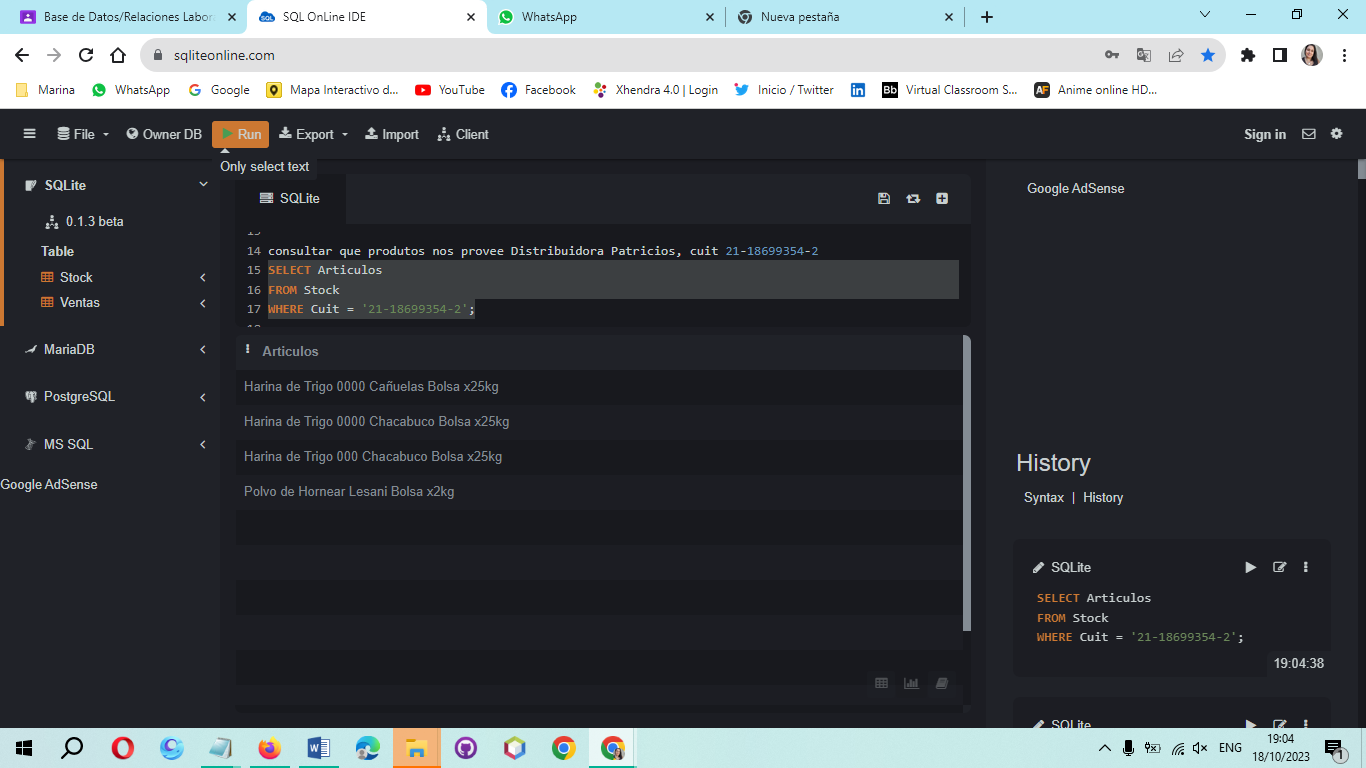 Base de Datos/Relaciones Labor
SQL OnLine IDE
WhatsApp
Nueva pestaña
sqliteonline.com
Marina
WhatsApp
Google
Mapa Interactivo d...
YouTube
Facebook
Xhendra 4.0 | Login
Inicio / Twitter
Bb Virtual Classroom S...
AF Anime online HD...
File
Owner DB
Run
Export
Import
Client
Sign in
Only select text
SQLite
0.1.3 beta
Table
Stock
Ventas
MariaDB
PostgreSQL
MS SQL
Google AdSense
SQLite
14 consultar que produtos nos provee Distribuidora Patricios, cuit 21-18699354-2
15 SELECT Articulos
16 FROM Stock
17 WHERE Cuit = '21-18699354-2';
Articulos
Harina de Trigo 0000 Cañuelas Bolsa x25kg
Harina de Trigo 0000 Chacabuco Bolsa x25kg
Harina de Trigo 000 Chacabuco Bolsa x25kg
Polvo de Hornear Lesani Bolsa x2kg
Google AdSense
History
Syntax | History
SQLite
SELECT Articulos
FROM Stock
WHERE Cuit = '21-18699354-2';
19:04:38
SQLite
ENG
19:04
18/10/2023
1